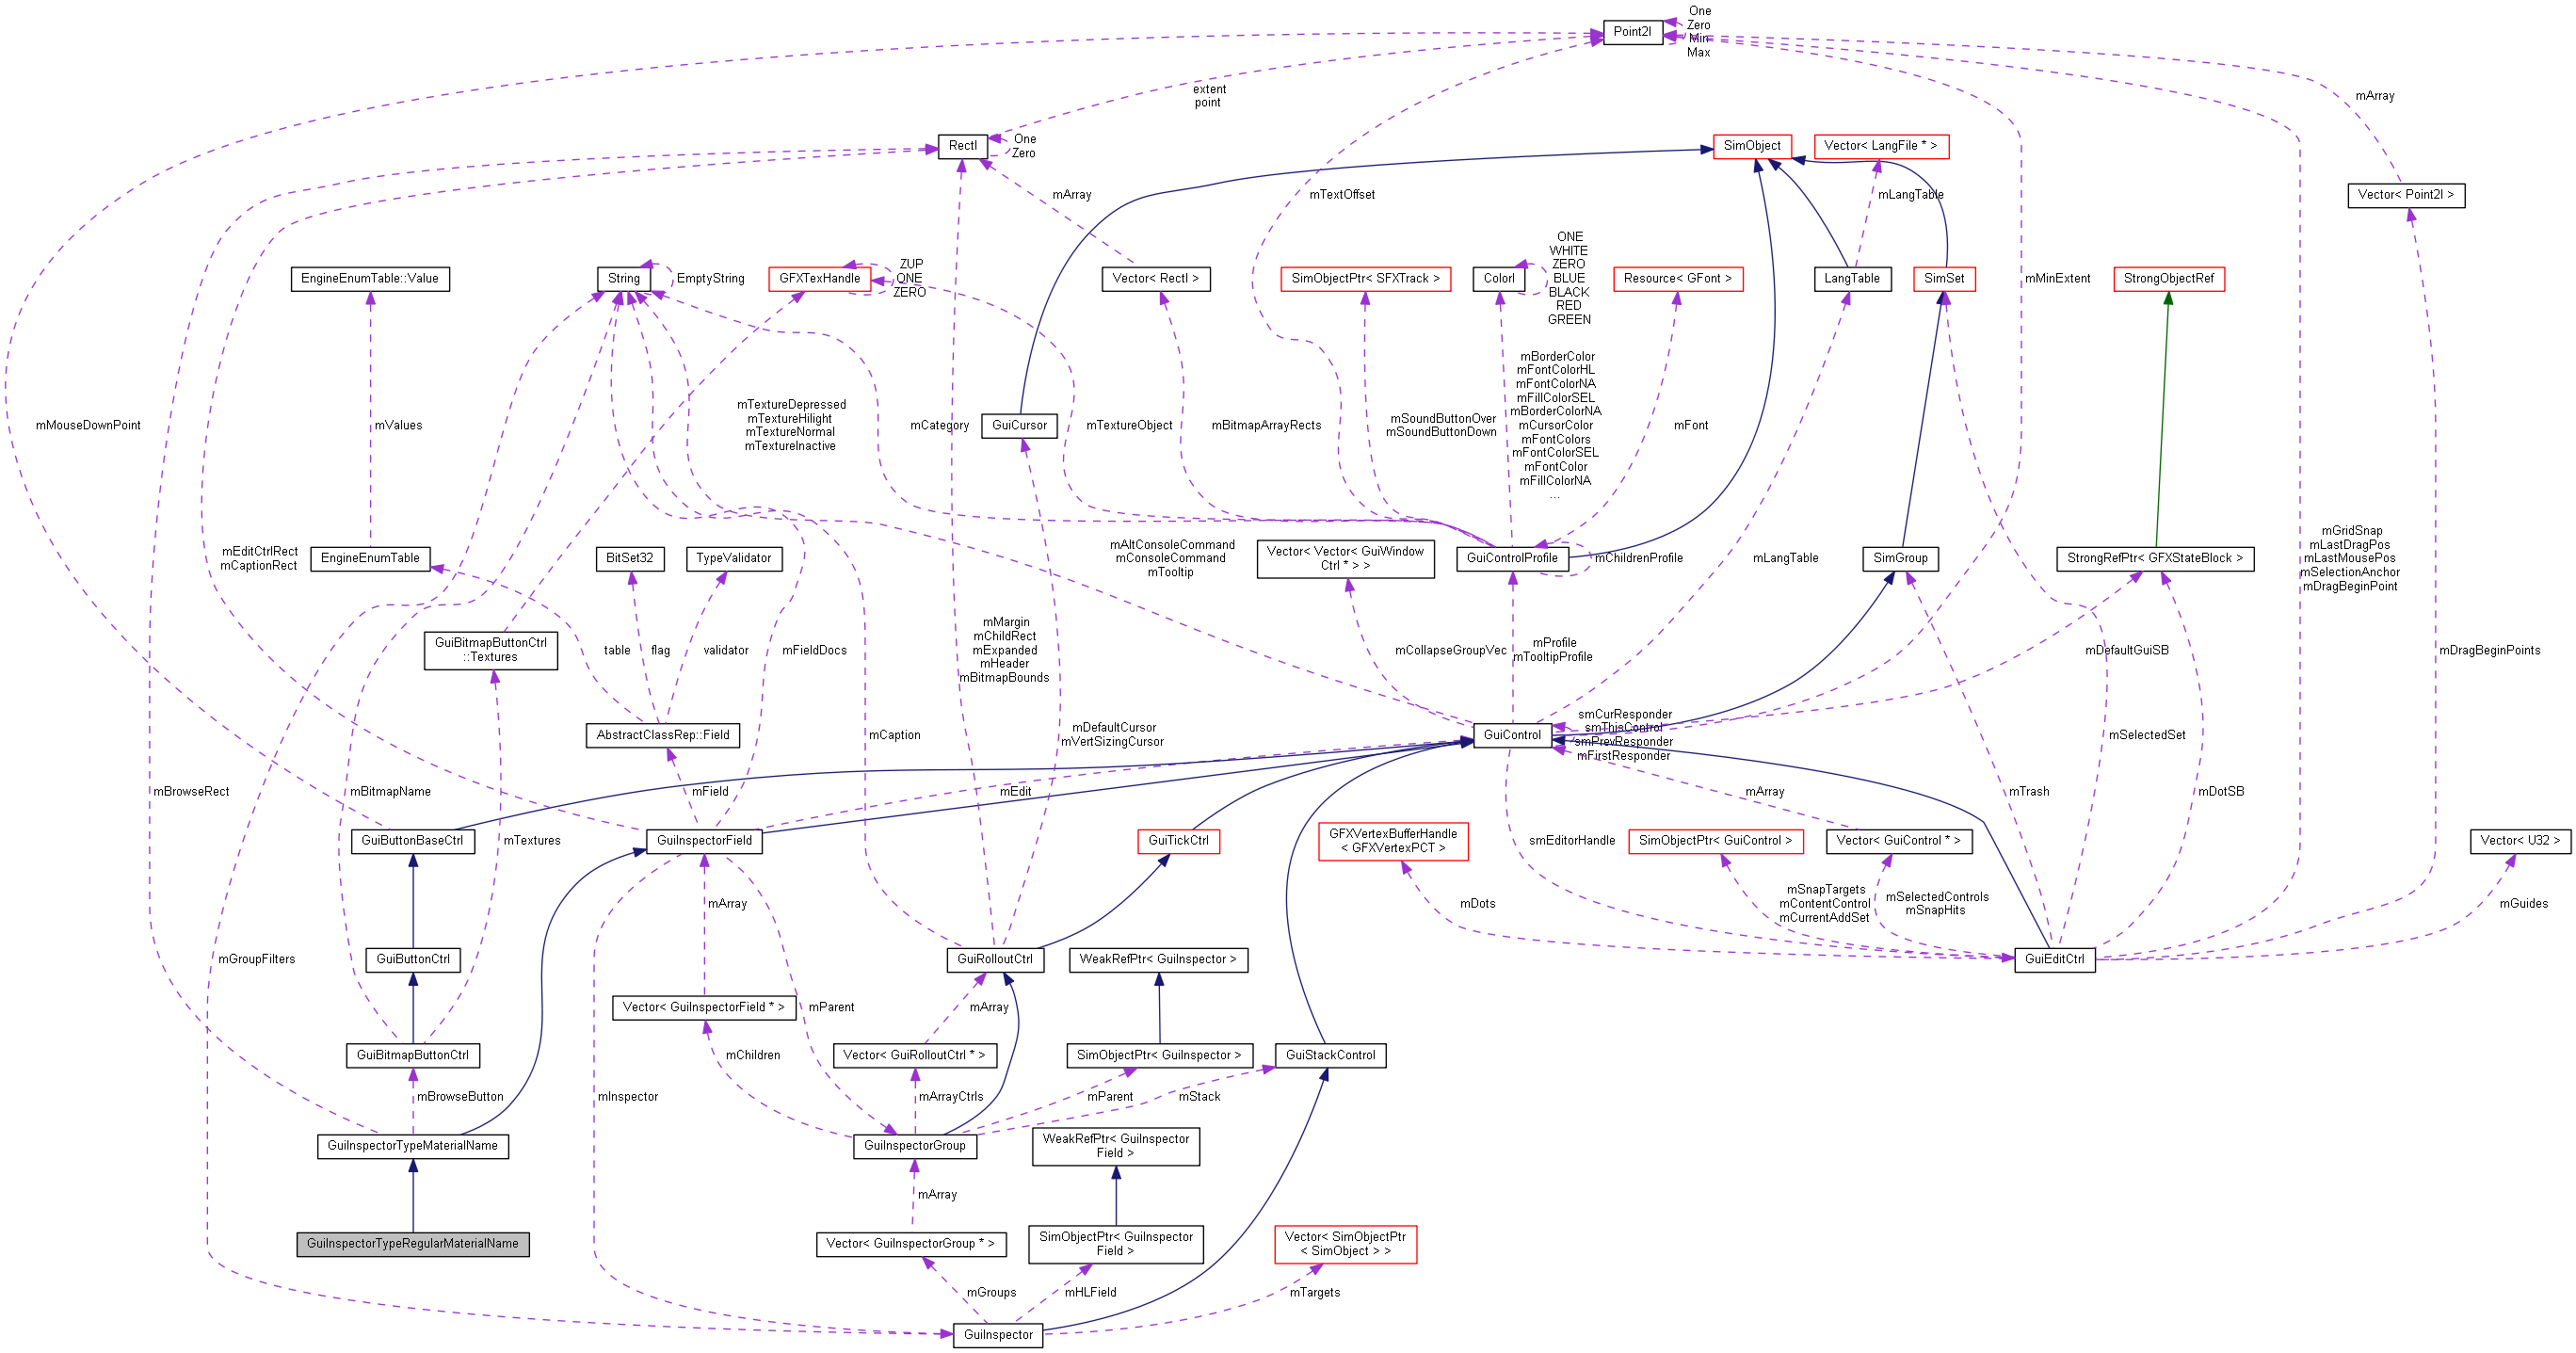 One
Zero
Min
Max
Point2I
extent
point
mArray
RectI
One
Zero
SimObject
Vector< LangFile * >
mArray
mTextOffset
mLangTable
Vector< Point2I >
EngineEnumTable::Value
String
EmptyString
GFXTexHandle
ZUP
ONE
ZERO
Vector< RectI >
SimObjectPtr< SFXTrack >
ColorI
ONE
WHITE
ZERO
BLUE
BLACK
RED
GREEN
Resource< GFont >
LangTable
SimSet
mMinExtent
StrongObjectRef
mMouseDownPoint
mValues
mTextureDepressed
mTextureHilight
mTextureNormal
mTextureInactive
mCategory
GuiCursor
mTextureObject
mBitmapArrayRects
mSoundButtonOver
mSoundButtonDown
mBorderColor
mFontColorHL
mFontColorNA
mFillColorSEL
mBorderColorNA
mCursorColor
mFontColors
mFontColorSEL
mFontColor
mFillColorNA
...
mFont
mEditCtrlRect
mCaptionRect
EngineEnumTable
BitSet32
TypeValidator
mAltConsoleCommand
mConsoleCommand
mTooltip
Vector< Vector< GuiWindow
Ctrl * > >
GuiControlProfile
mChildrenProfile
mLangTable
SimGroup
StrongRefPtr< GFXStateBlock >
mGridSnap
mLastDragPos
mLastMousePos
mSelectionAnchor
mDragBeginPoint
GuiBitmapButtonCtrl
::Textures
table
flag
validator
mFieldDocs
mMargin
mChildRect
mExpanded
mHeader
mBitmapBounds
mCollapseGroupVec
mProfile
mTooltipProfile
mDefaultGuiSB
mDragBeginPoints
AbstractClassRep::Field
mCaption
mDefaultCursor
mVertSizingCursor
GuiControl
smCurResponder
smThisControl
smPrevResponder
mFirstResponder
mSelectedSet
mBrowseRect
mBitmapName
mField
mEdit
mArray
mTrash
mDotSB
GuiButtonBaseCtrl
mTextures
GuiInspectorField
GuiTickCtrl
GFXVertexBufferHandle
< GFXVertexPCT >
smEditorHandle
SimObjectPtr< GuiControl >
Vector< GuiControl * >
Vector< U32 >
mArray
mDots
mSnapTargets
mContentControl
mCurrentAddSet
mSelectedControls
mSnapHits
mGuides
mGroupFilters
GuiButtonCtrl
GuiRolloutCtrl
WeakRefPtr< GuiInspector >
GuiEditCtrl
Vector< GuiInspectorField * >
mParent
mArray
GuiBitmapButtonCtrl
mChildren
Vector< GuiRolloutCtrl * >
SimObjectPtr< GuiInspector >
GuiStackControl
mBrowseButton
mInspector
mArrayCtrls
mParent
mStack
GuiInspectorTypeMaterialName
GuiInspectorGroup
WeakRefPtr< GuiInspector
Field >
mArray
GuiInspectorTypeRegularMaterialName
Vector< GuiInspectorGroup * >
SimObjectPtr< GuiInspector
Field >
Vector< SimObjectPtr
< SimObject > >
mGroups
mHLField
mTargets
GuiInspector